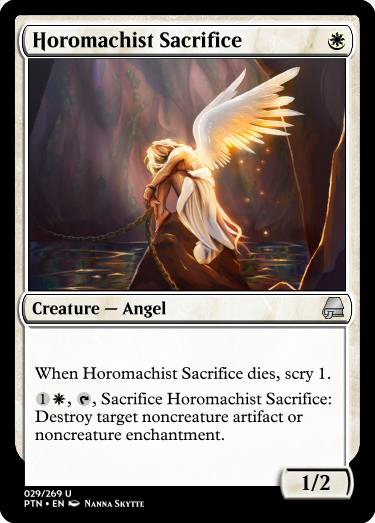 Horomachist Sacrifice
Creature — Angel
When Horomachist Sacrifice dies, scry 1.
1, Sacrifice Horomachist Sacrifice:
Destroy target noncreature artifact or
noncreature enchantment.
029/269 U
PTN • EN Nanna Skytte
1/2